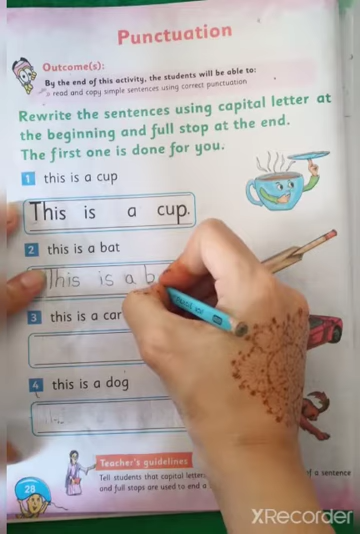 Punctuation
Outcome(s):
By the end of this activity, the students will be able to:
read and copy simple sentences using correct punctuation
Rewrite the sentences using capital letter at
the beginning and full stop at the end.
The first one is done for you.
1 this is a cup
This is a cup.
2 this is a bat
This is a b
3 this is a car
4 this is a dog
Teacher's guidelines
Tell students that capital letter of a sentence
and full stops are used to end a
28
XRecorder